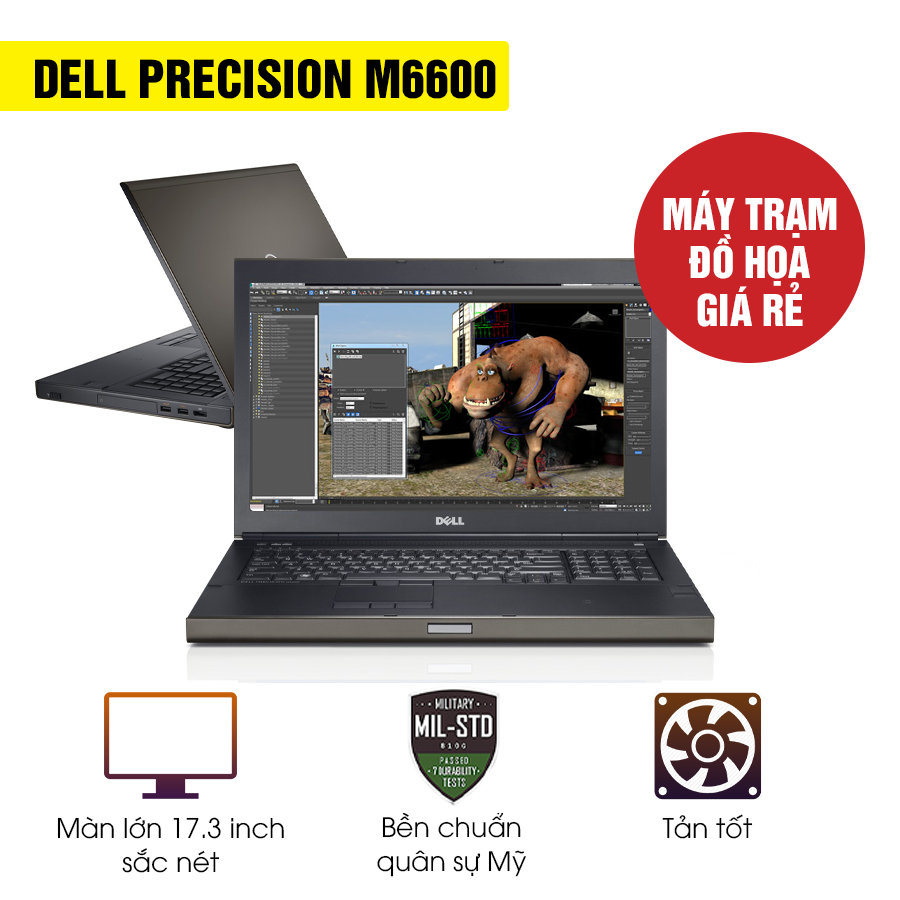 DELL PRECISION M6600
MÁY TRẠM
ĐỒ HỌA
GIÁ RẺ
DELL
MILITARY
MIL-STD
810G
PASSED
7 DURABILITY
TESTS
Màn lớn 17.3 inch
sắc nét
Bền chuẩn
quân sự Mỹ
Tản tốt